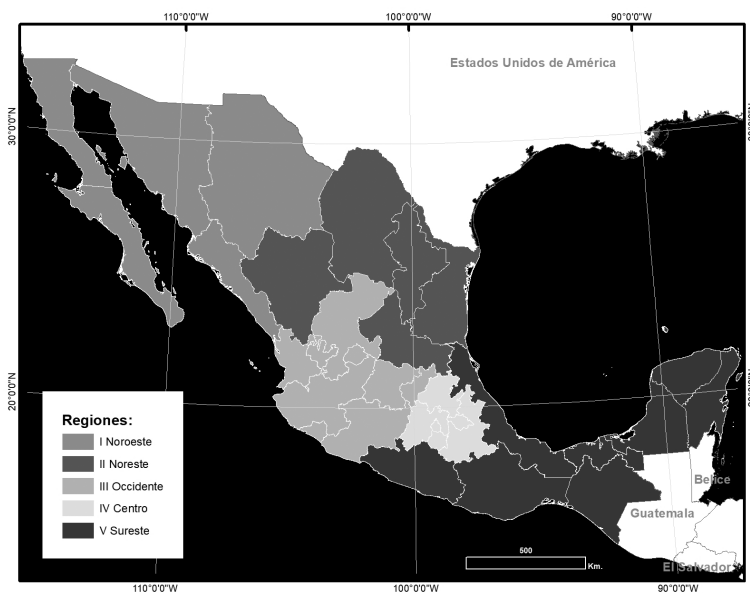 110°0'0"W
100°0'0"W
90°0'0"W
Estados Unidos de América
30°0'0"N
20°0'0"N
Regiones:
I Noroeste
II Noreste
III Occidente
IV Centro
V Sureste
Belice
Guatemala
500
Km.
El Salvador
110°0'0"W
100°0'0"W
90°0'0"W